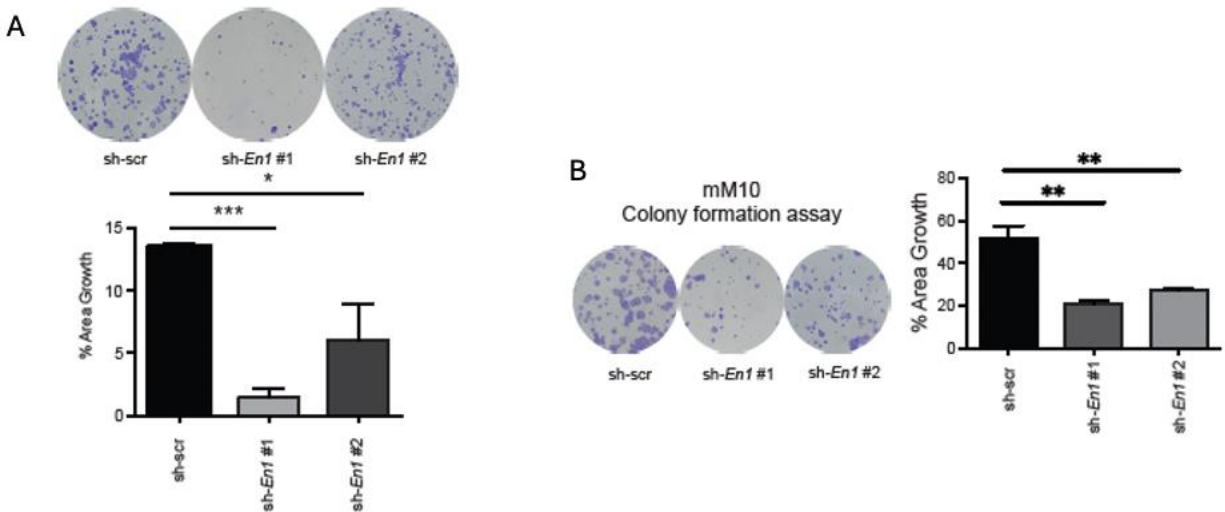 A
sh-scr
sh-En1 #1
sh-En1 #2
*
***
15
10
5
0
% Area Growth
sh-scr
sh-En1 #1
sh-En1 #2
B
mM10
Colony formation assay
sh-scr
sh-En1 #1
sh-En1 #2
**
**
80
60
40
20
0
% Area Growth
sh-scr
sh-En1 #1
sh-En1 #2